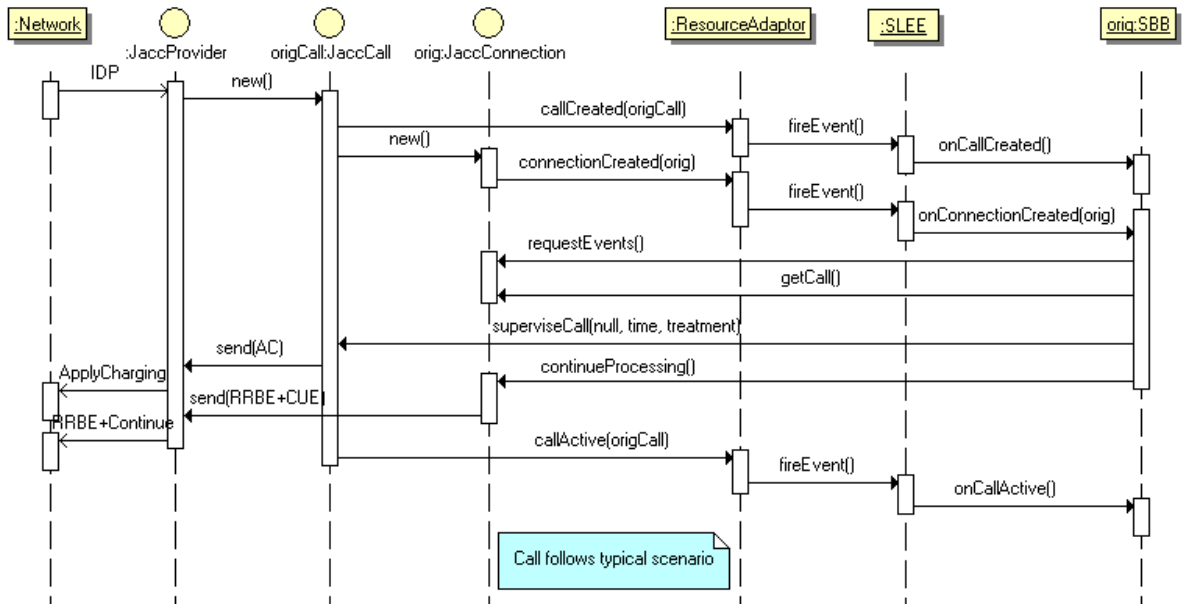 :Network
:JaccProvider
origCall:JaccCall
orig:JaccConnection
:ResourceAdaptor
:SLEE
orig:SBB
IDP
new()
callCreated(origCall)
fireEvent()
onCallCreated()
new()
connectionCreated(orig)
fireEvent()
onConnectionCreated(orig)
requestEvents()
getCall()
superviseCall(null, time, treatment)
send(AC)
ApplyCharging
continueProcessing()
send(RRBE+CUE)
RRBE+Continue
callActive(origCall)
fireEvent()
onCallActive()
Call follows typical scenario